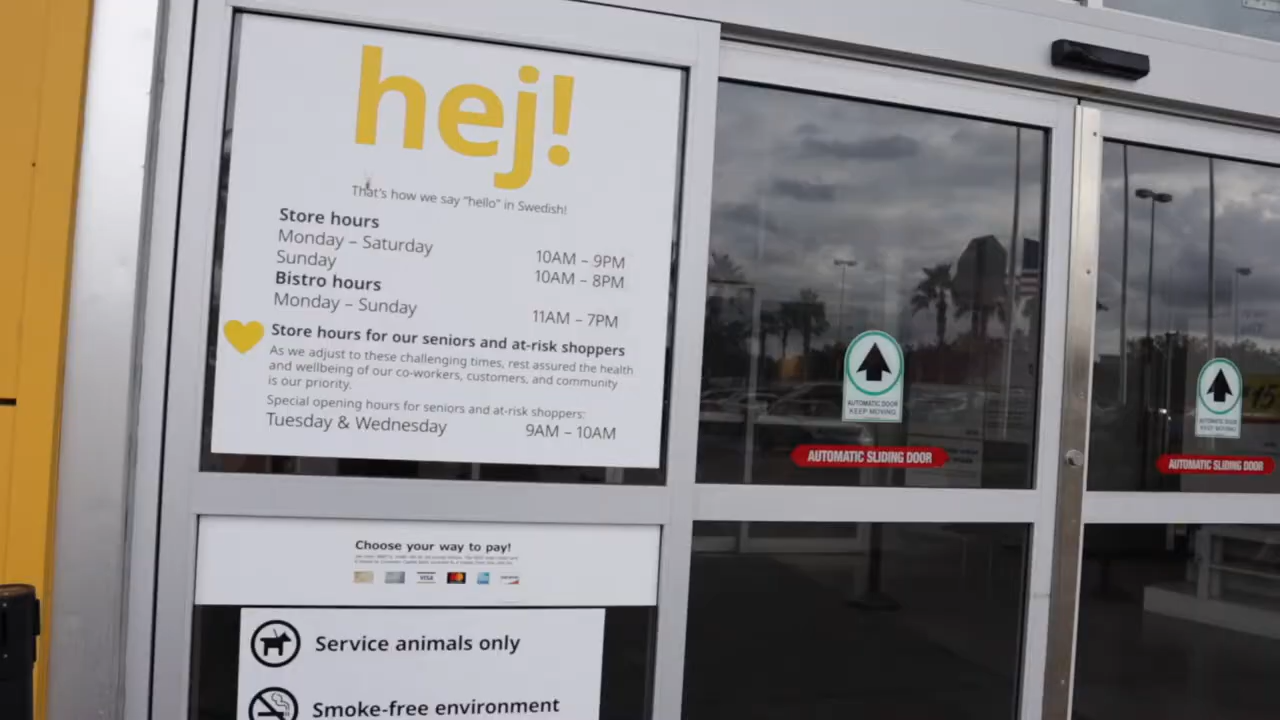 hej!
That's how we say "hello" in Swedish!
Store hours
Monday – Saturday 10AM – 9PM
Sunday 10AM – 8PM
Bistro hours
Monday – Sunday 11AM – 7PM
Store hours for our seniors and at-risk shoppers
As we adjust to these challenging times, rest assured the health
and wellbeing of our co-workers, customers, and community
is our priority.
Special opening hours for seniors and at-risk shoppers:
Tuesday & Wednesday 9AM – 10AM
Choose your way to pay!
VISA
Service animals only
Smoke-free environment
AUTOMATIC DOOR
KEEP MOVING
AUTOMATIC SLIDING DOOR
AUTOMATIC DOOR
KEEP MOVING
AUTOMATIC SLIDING DOOR